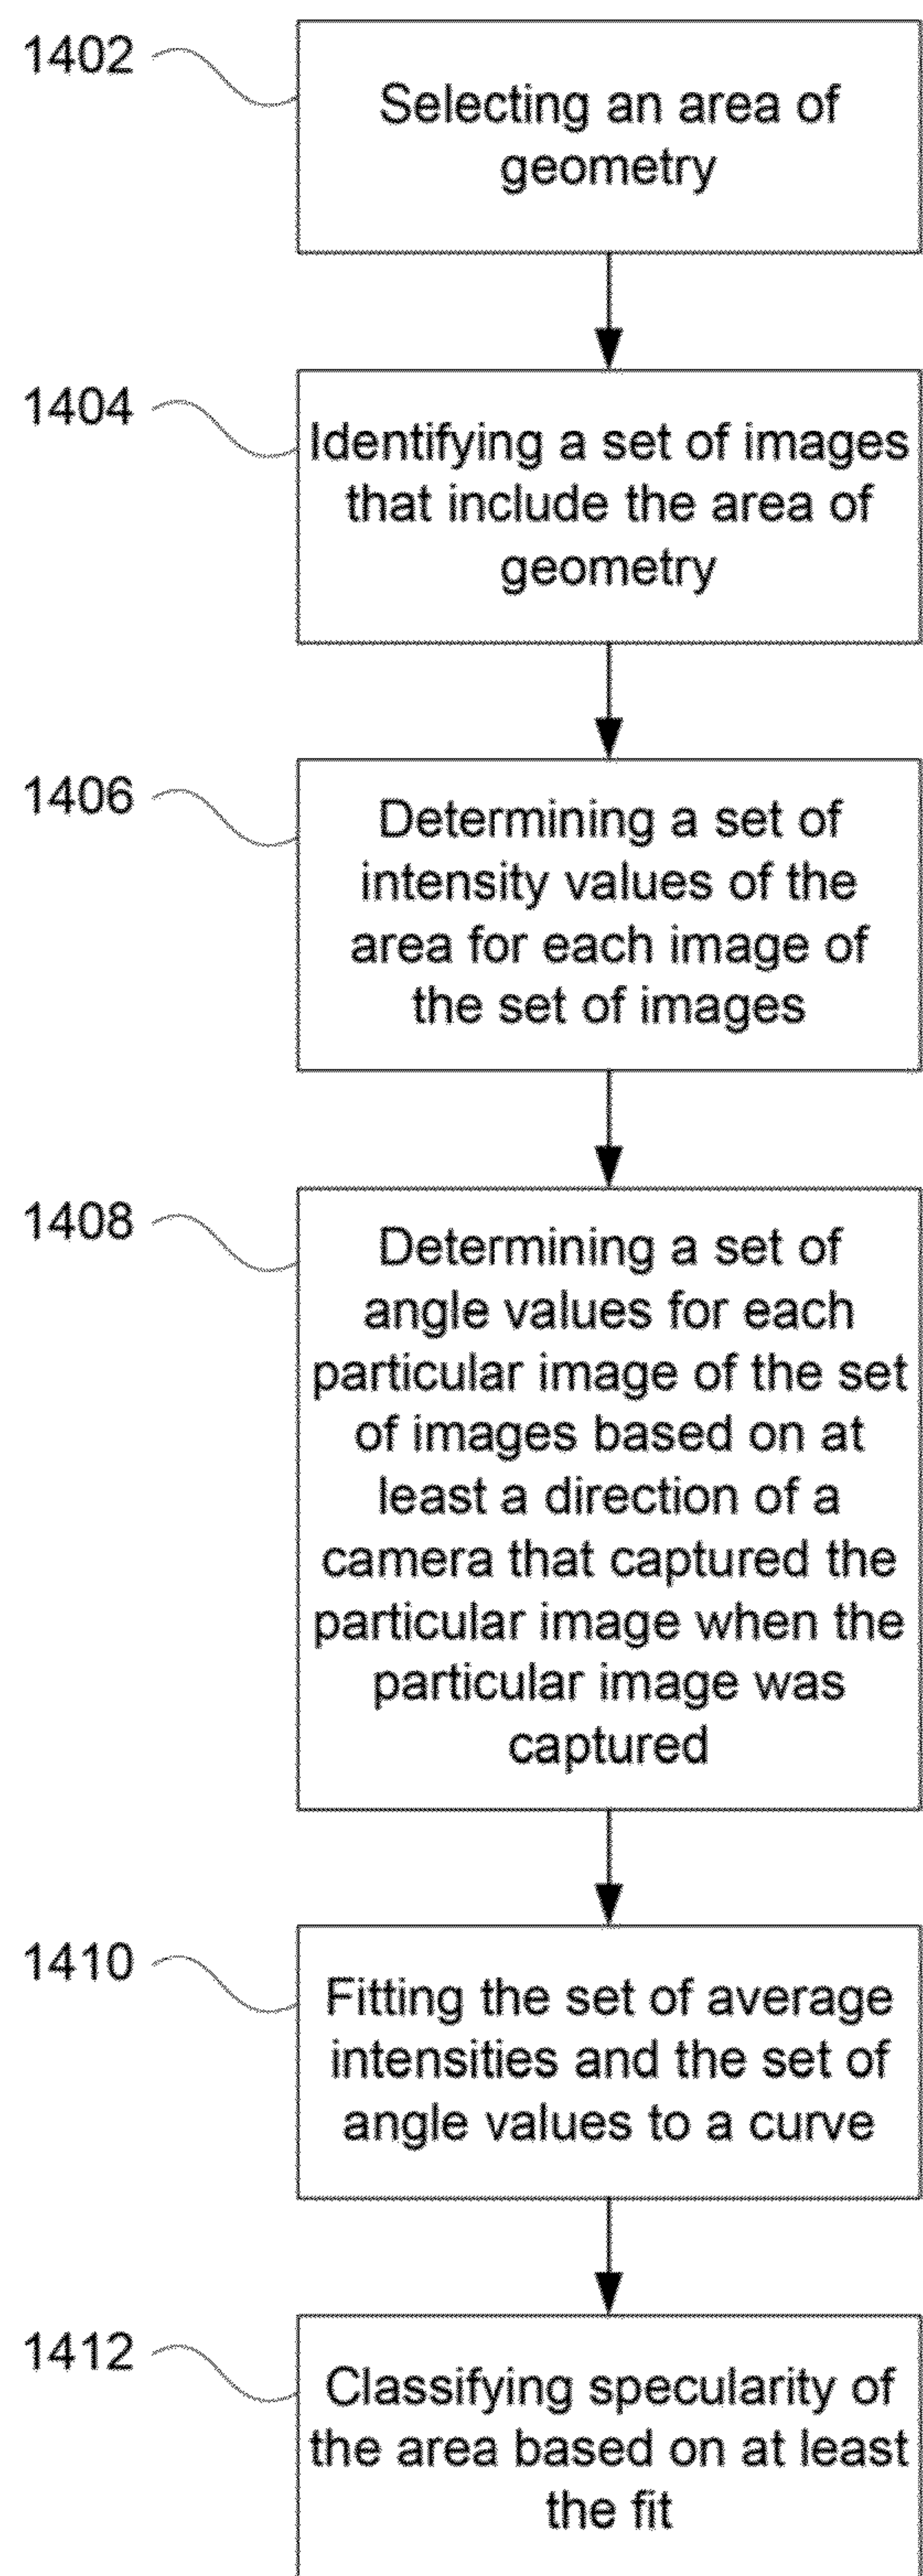 1402
Selecting an area of
geometry
1404
Identifying a set of images
that include the area of
geometry
1406
Determining a set of
intensity values of the
area for each image of
the set of images
1408
Determining a set of
angle values for each
particular image of the set
of images based on at
least a direction of a
camera that captured the
particular image when the
particular image was
captured
1410
Fitting the set of average
intensities and the set of
angle values to a curve
1412
Classifying specularity of
the area based on at least
the fit